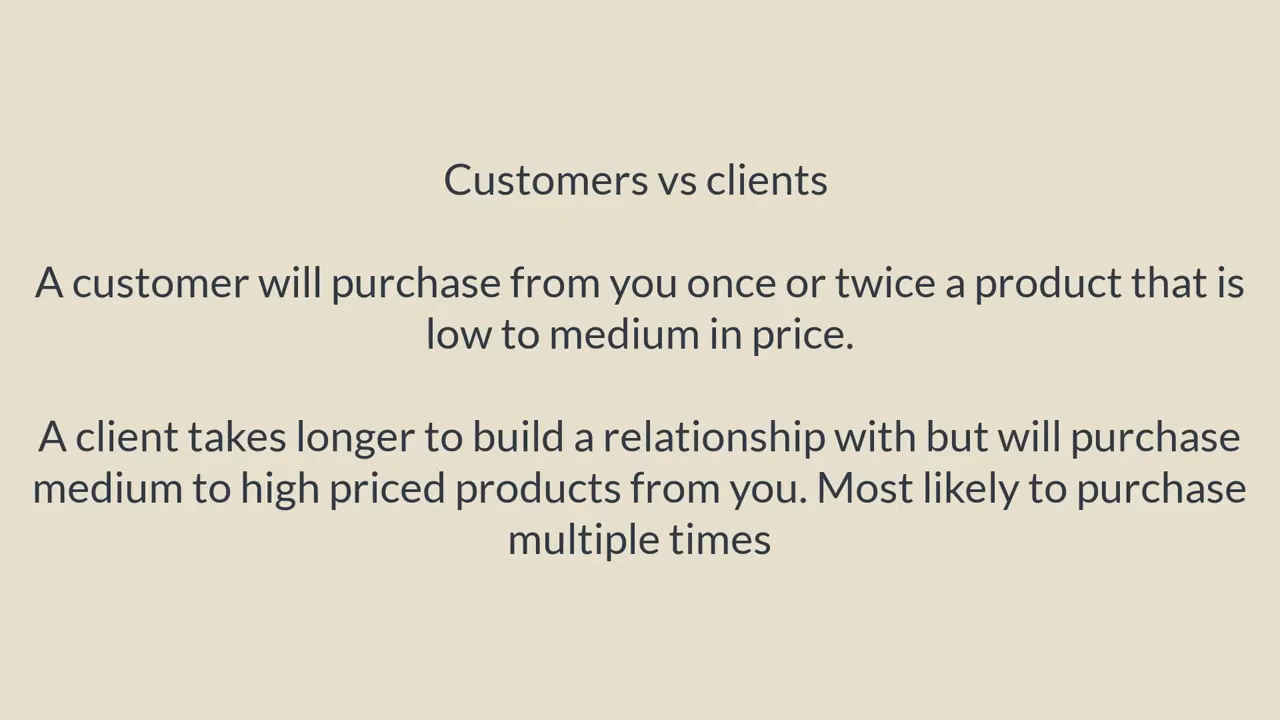 Customers vs clients
A customer will purchase from you once or twice a product that is
low to medium in price.
A client takes longer to build a relationship with but will purchase
medium to high priced products from you. Most likely to purchase
multiple times